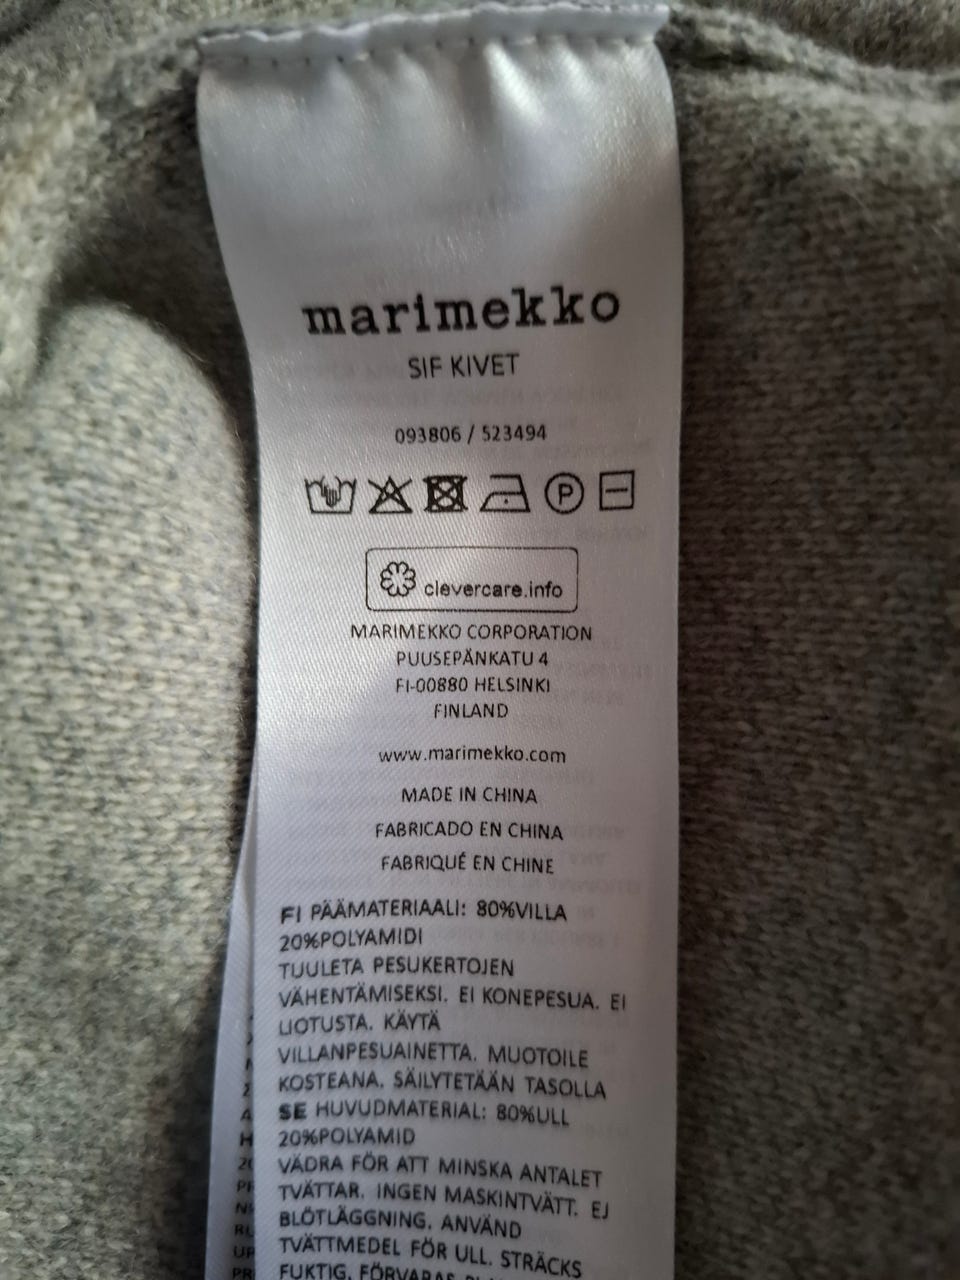 marimekko
SIF KIVET
093806 / 523494
P
clevercare.info
MARIMEKKO CORPORATION
PUUSEPÄNKATU 4
FI-00880 HELSINKI
FINLAND
www.marimekko.com
MADE IN CHINA
FABRICADO EN CHINA
FABRIQUÉ EN CHINE
FI PÄÄMATERIAALI: 80%VILLA
20%POLYAMIDI
TUULETA PESUKERTOJEN
VÄHENTÄMISEKSI. EI KONEPESUA. EI
LIOTUSTA. KÄYTÄ
VILLANPESUAINETTA. MUOTOILE
KOSTEANA. SÄILYTETÄÄN TASOLLA
SE HUVUDMATERIAL: 80%ULL
20%POLYAMID
VÄDRA FÖR ATT MINSKA ANTALET
TVÄTTAR. INGEN MASKINTVÄTT. EJ
BLÖTLÄGGNING. ANVÄND
TVÄTTMEDEL FÖR ULL. STRÄCKS
FUKTIG. FÖRVARAS